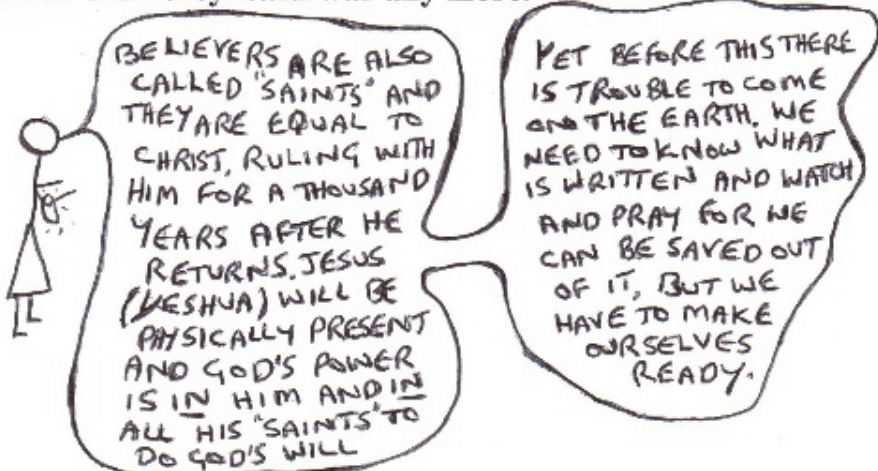 BELIEVERS ARE ALSO
CALLED "SAINTS" AND
THEY ARE EQUAL TO
CHRIST, RULING WITH
HIM FOR A THOUSAND
YEARS AFTER HE
RETURNS. JESUS
(YESHUA) WILL BE
PHYSICALLY PRESENT
AND GOD'S POWER
IS IN HIM AND IN
ALL HIS "SAINTS" TO
DO GOD'S WILL
YET BEFORE THIS THERE
IS TROUBLE TO COME
ON THE EARTH. WE
NEED TO KNOW WHAT
IS WRITTEN AND WATCH
AND PRAY FOR WE
CAN BE SAVED OUT
OF IT, BUT WE
HAVE TO MAKE
OURSELVES
READY.